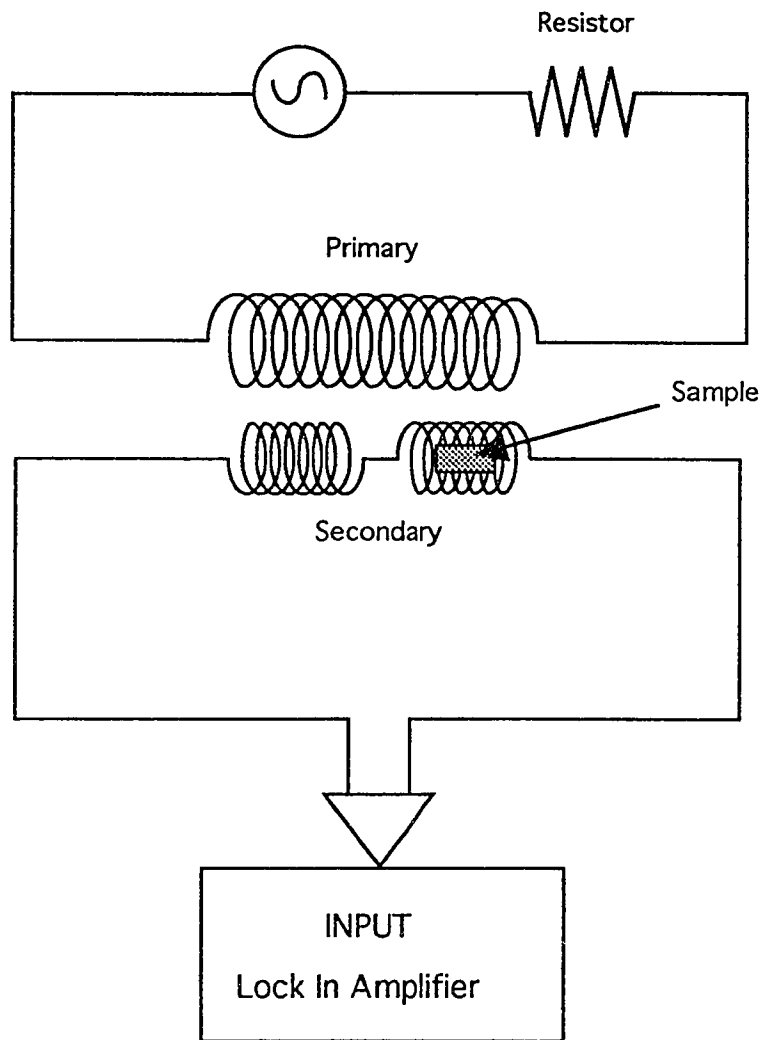 Resistor
Primary
Sample
Secondary
INPUT
Lock In Amplifier